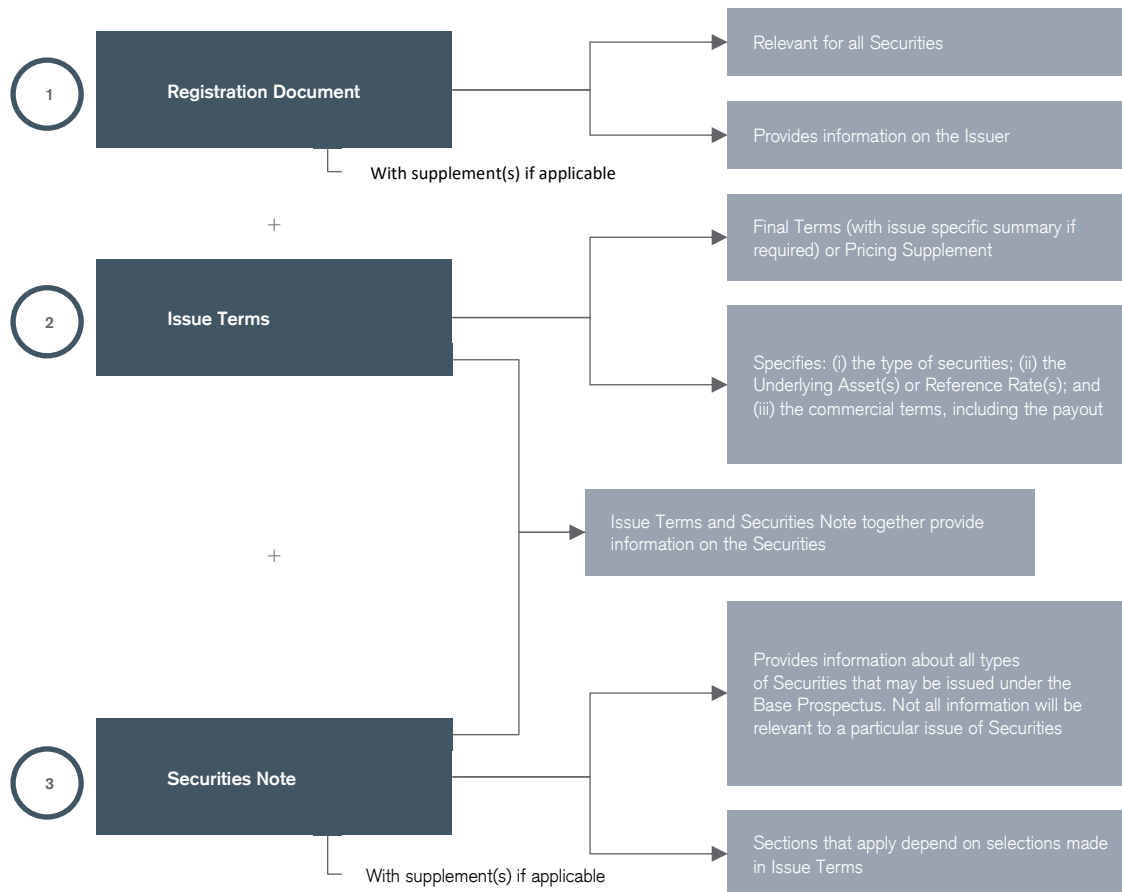 Relevant for all Securities
1
Registration Document
Provides information on the Issuer
With supplement(s) if applicable
+
Final Terms (with issue specific summary if
required) or Pricing Supplement
2
Issue Terms
Specifies: (i) the type of securities; (ii) the
Underlying Asset(s) or Reference Rate(s); and
(iii) the commercial terms, including the payout
Issue Terms and Securities Note together provide
information on the Securities
+
Provides information about all types
of Securities that may be issued under the
Base Prospectus. Not all information will be
relevant to a particular issue of Securities
3
Securities Note
Sections that apply depend on selections made
in Issue Terms
With supplement(s) if applicable